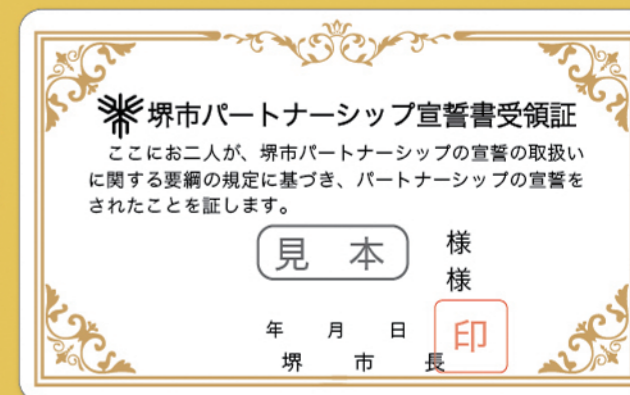 堺市パートナーシップ宣誓書受領証
ここにお二人が、堺市パートナーシップの宣誓の取扱い
に関する要綱の規定に基づき、パートナーシップの宣誓を
されたことを証します。
見 本
様
様
年 月 日
堺 市 長
印